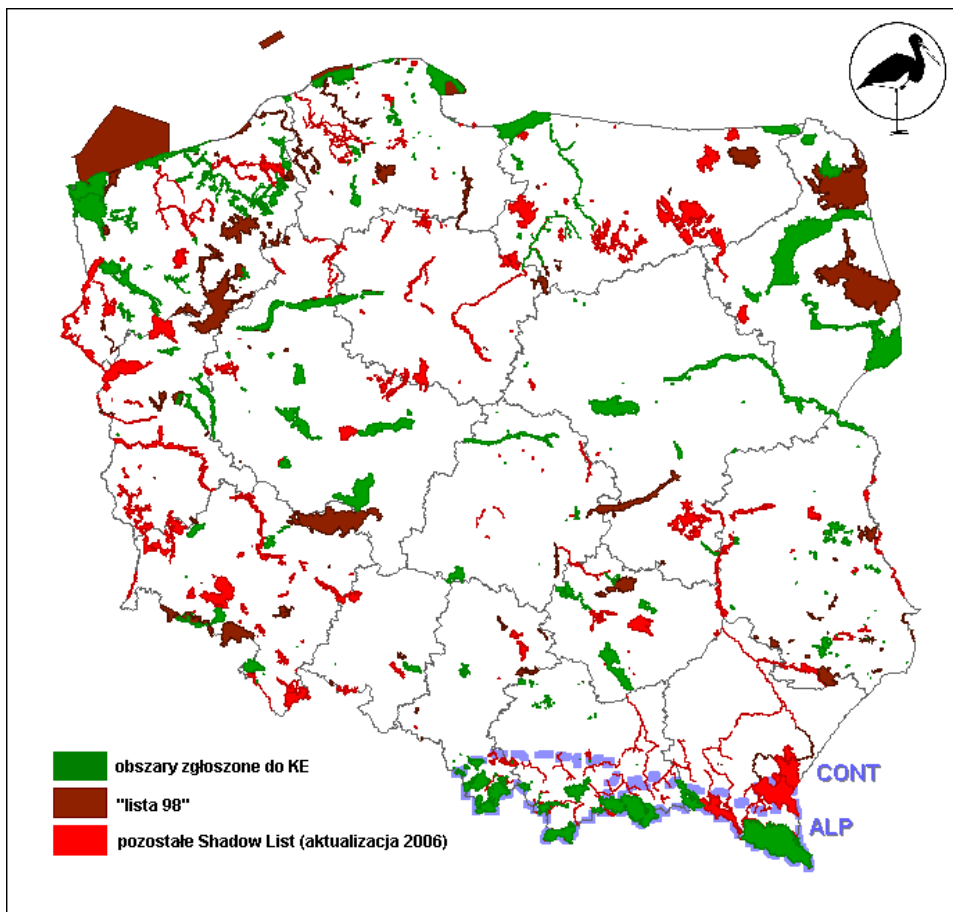 obszary zgłoszone do KE
"lista 98"
pozostałe Shadow List (aktualizacja 2006)
CONT
ALP